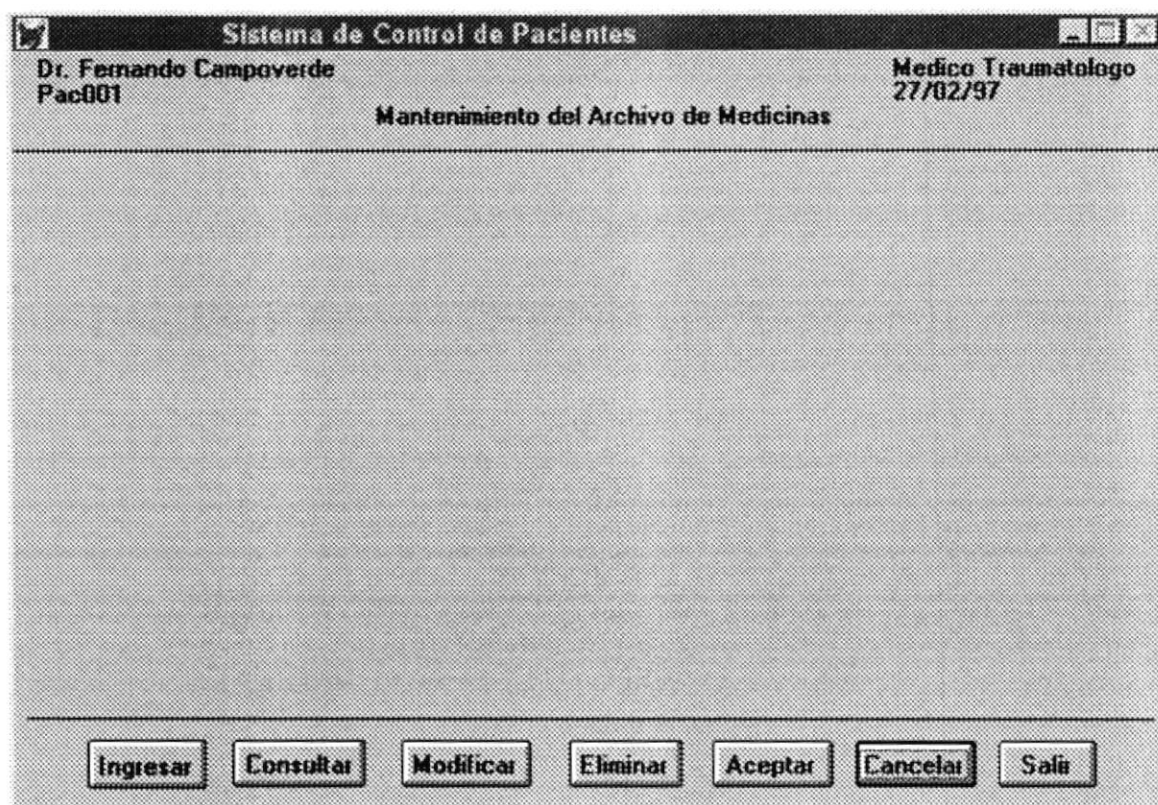 Sistema de Control de Pacientes
Dr. Fernando Campoverde
Medico Traumatologo
Pac001
27/02/97
Mantenimiento del Archivo de Medicinas
Ingresar Consultar Modificar Eliminar Aceptar Cancelar Salir